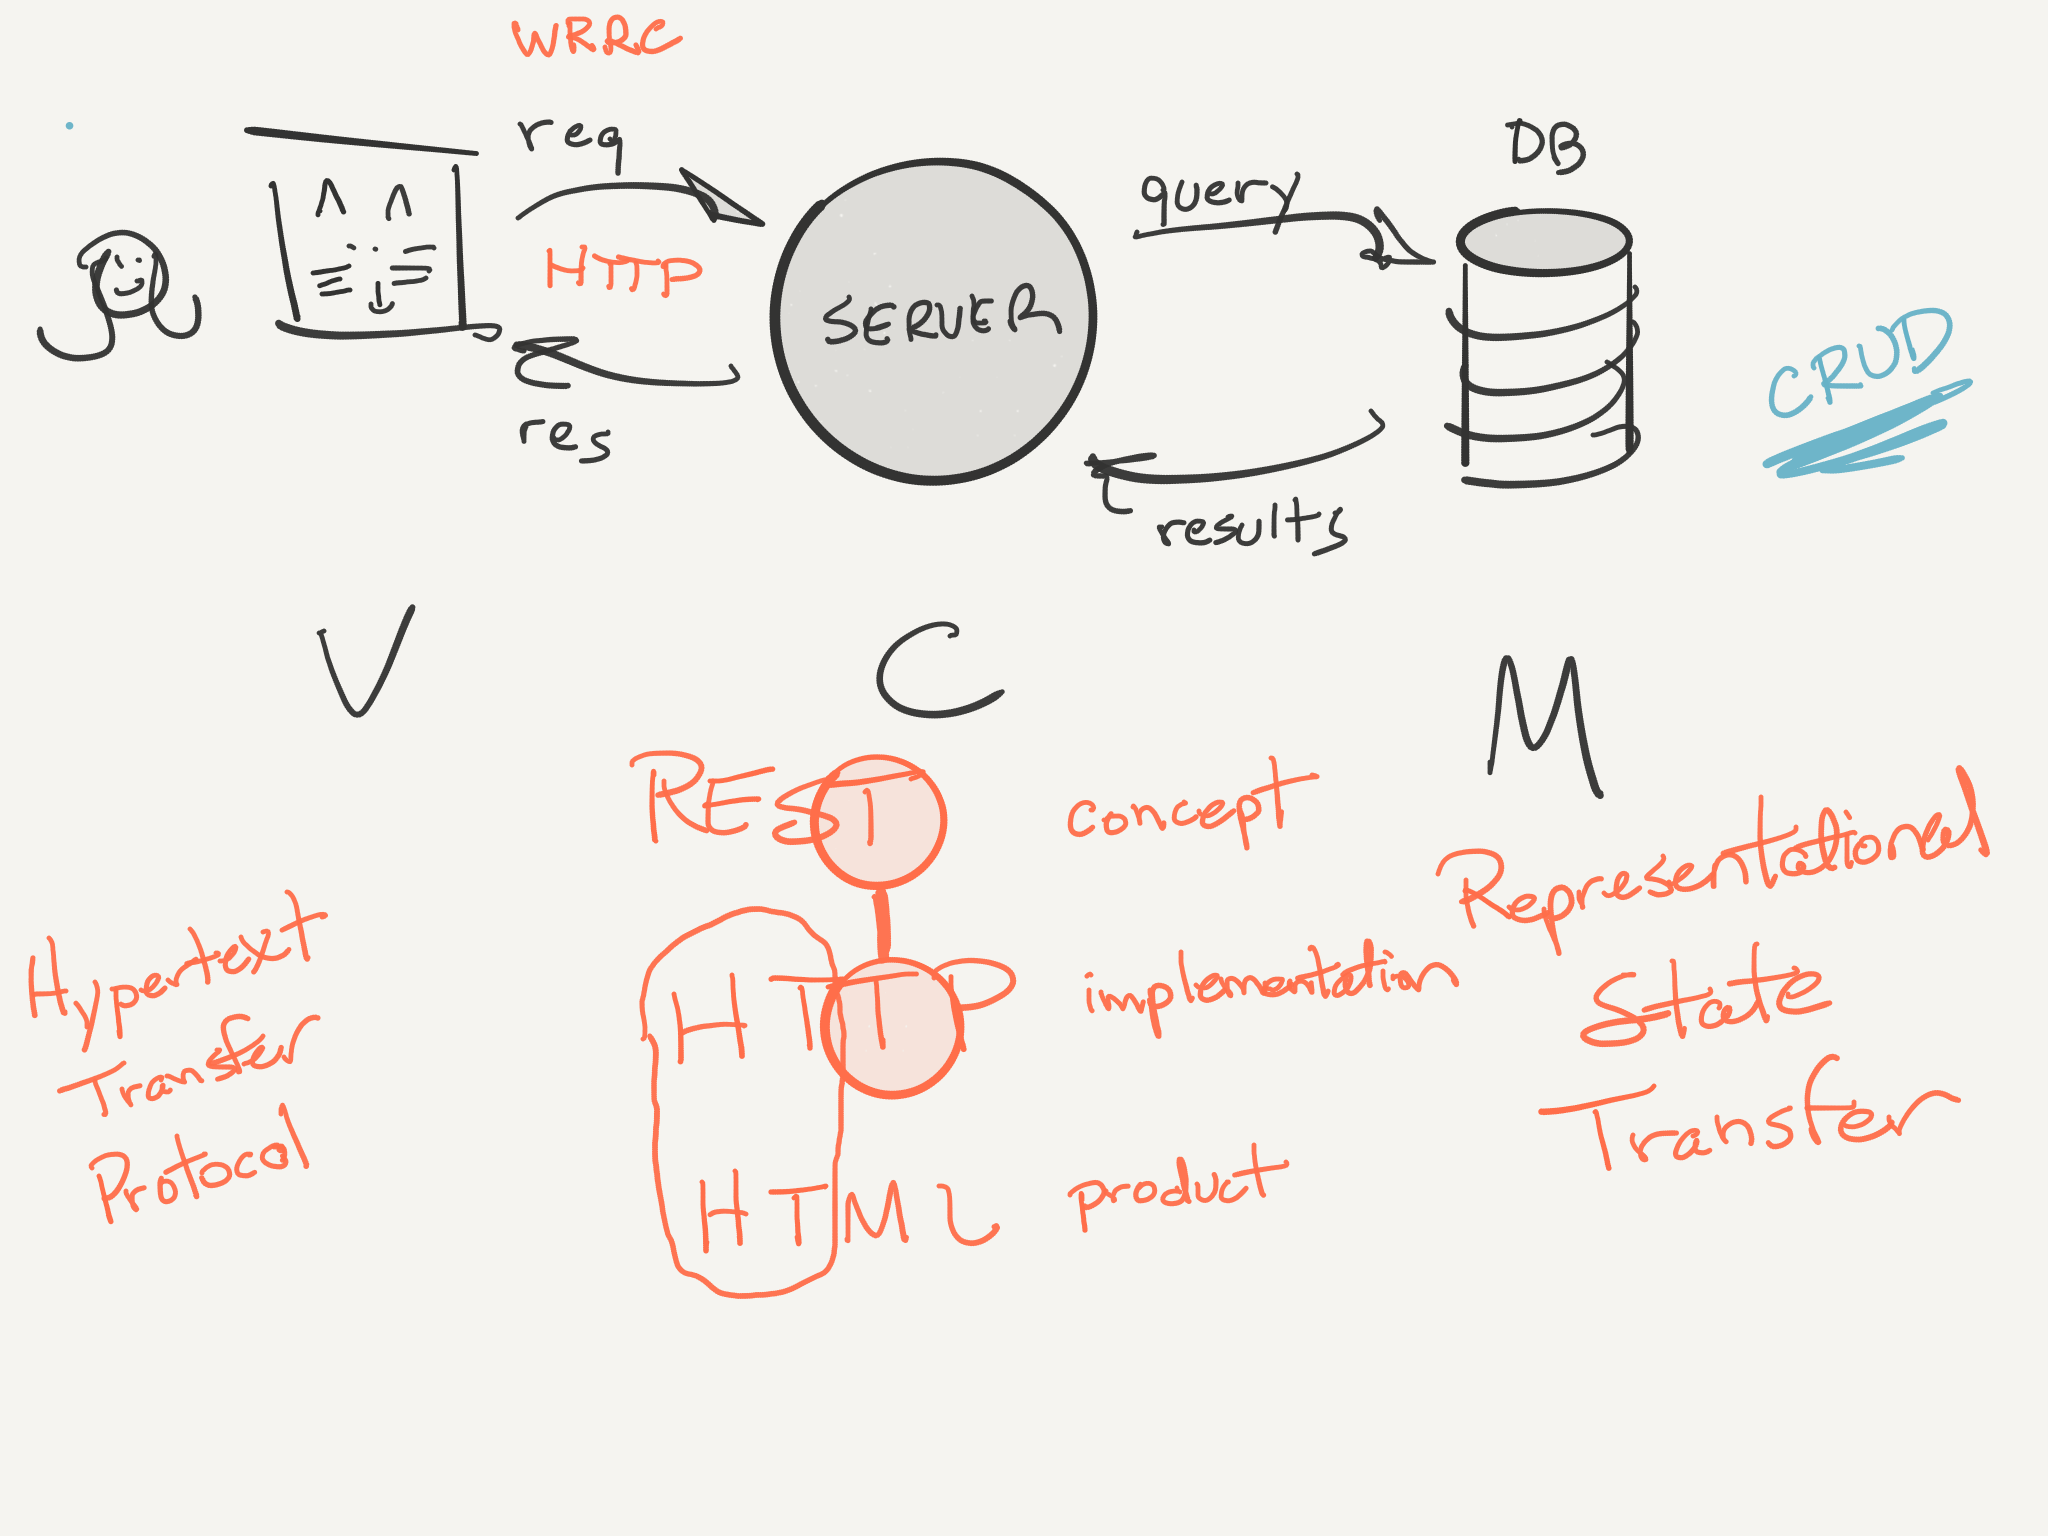 WRRC
req
HTTP
res
SERVER
query
results
DB
CRUD
V
C
M
REST
concept
HTTP
implementation
HTML
product
Hypertext
Transfer
Protocol
Representational
State
Transfer